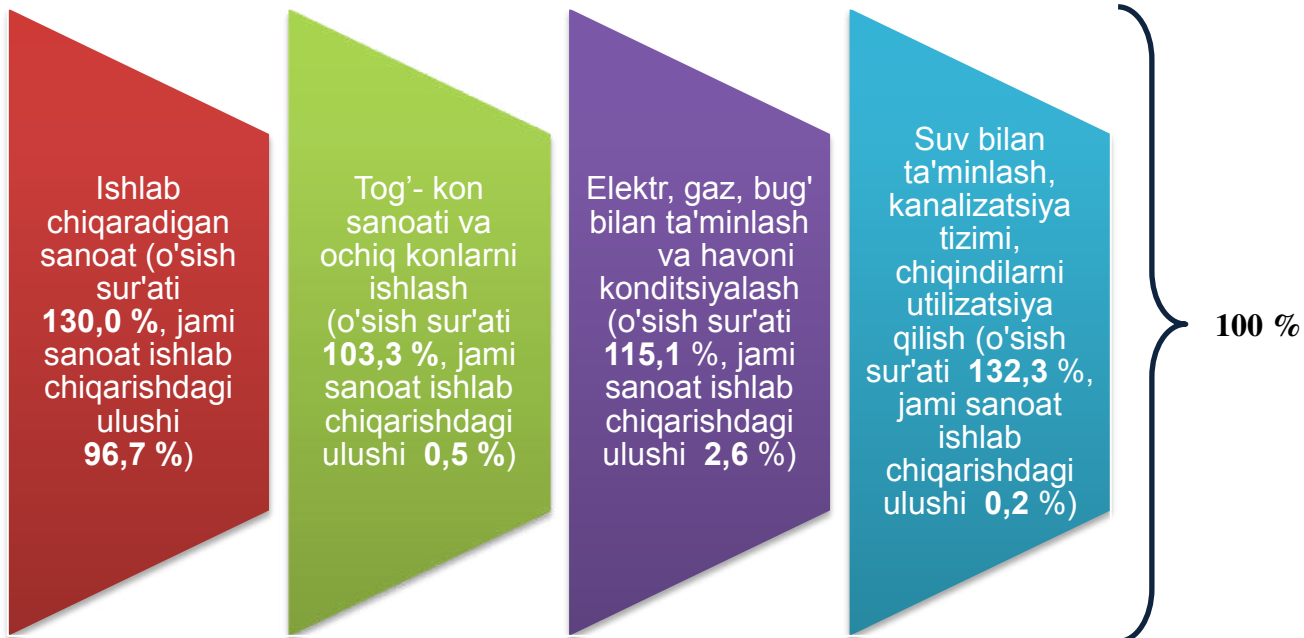 Ishlab
chiqaradigan
sanoat (o'sish
sur'ati
130,0 %, jami
sanoat ishlab
chiqarishdagi
ulushi
96,7 %)
Tog’- kon
sanoati va
ochiq konlarni
ishlash
(o'sish sur'ati
103,3 %, jami
sanoat ishlab
chiqarishdagi
ulushi 0,5 %)
Elektr, gaz, bug'
bilan ta'minlash
va havoni
konditsiyalash
(o'sish sur'ati
115,1 %, jami
sanoat ishlab
chiqarishdagi
ulushi 2,6 %)
Suv bilan
ta'minlash,
kanalizatsiya
tizimi,
chiqindilarni
utilizatsiya
qilish (o'sish
sur'ati 132,3 %,
jami sanoat
ishlab
chiqarishdagi
ulushi 0,2 %)
100 %